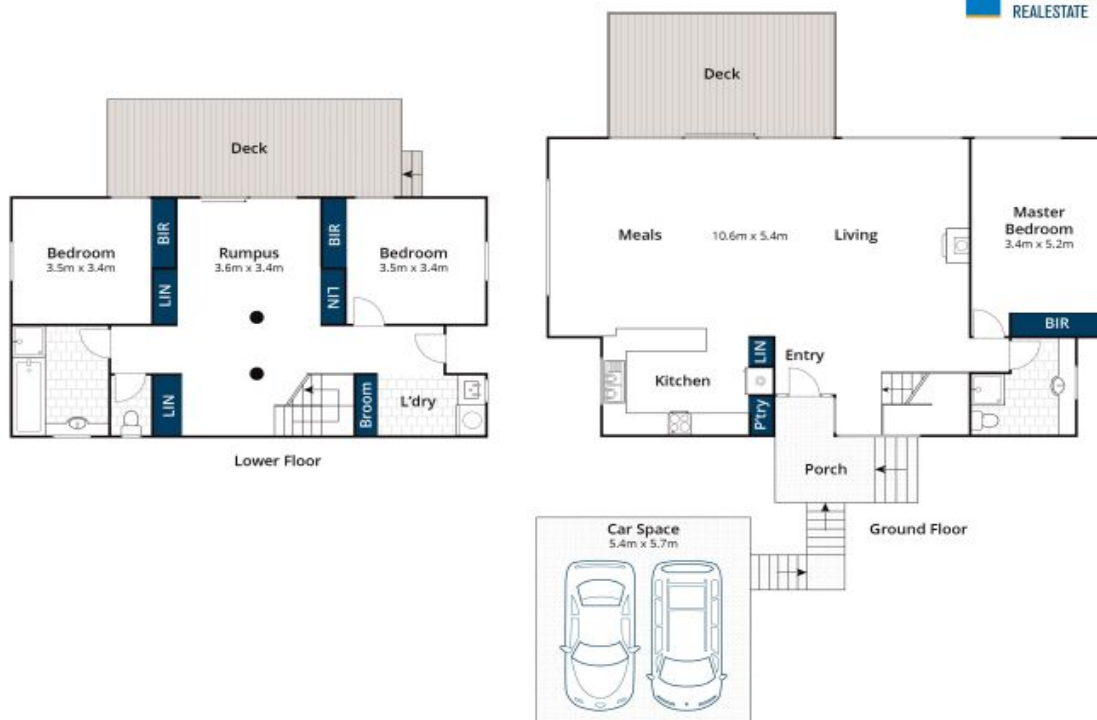 REALESTATE
Deck
Bedroom
3.5m x 3.4m
BIR
LIN
Rumpus
3.6m x 3.4m
BIR
LIN
Bedroom
3.5m x 3.4m
LIN
Broom
L'dry
Lower Floor
Deck
Meals
10.6m x 5.4m
Living
Master
Bedroom
3.4m x 5.2m
BIR
Kitchen
LIN
P'try
Entry
Porch
Ground Floor
Car Space
5.4m x 5.7m